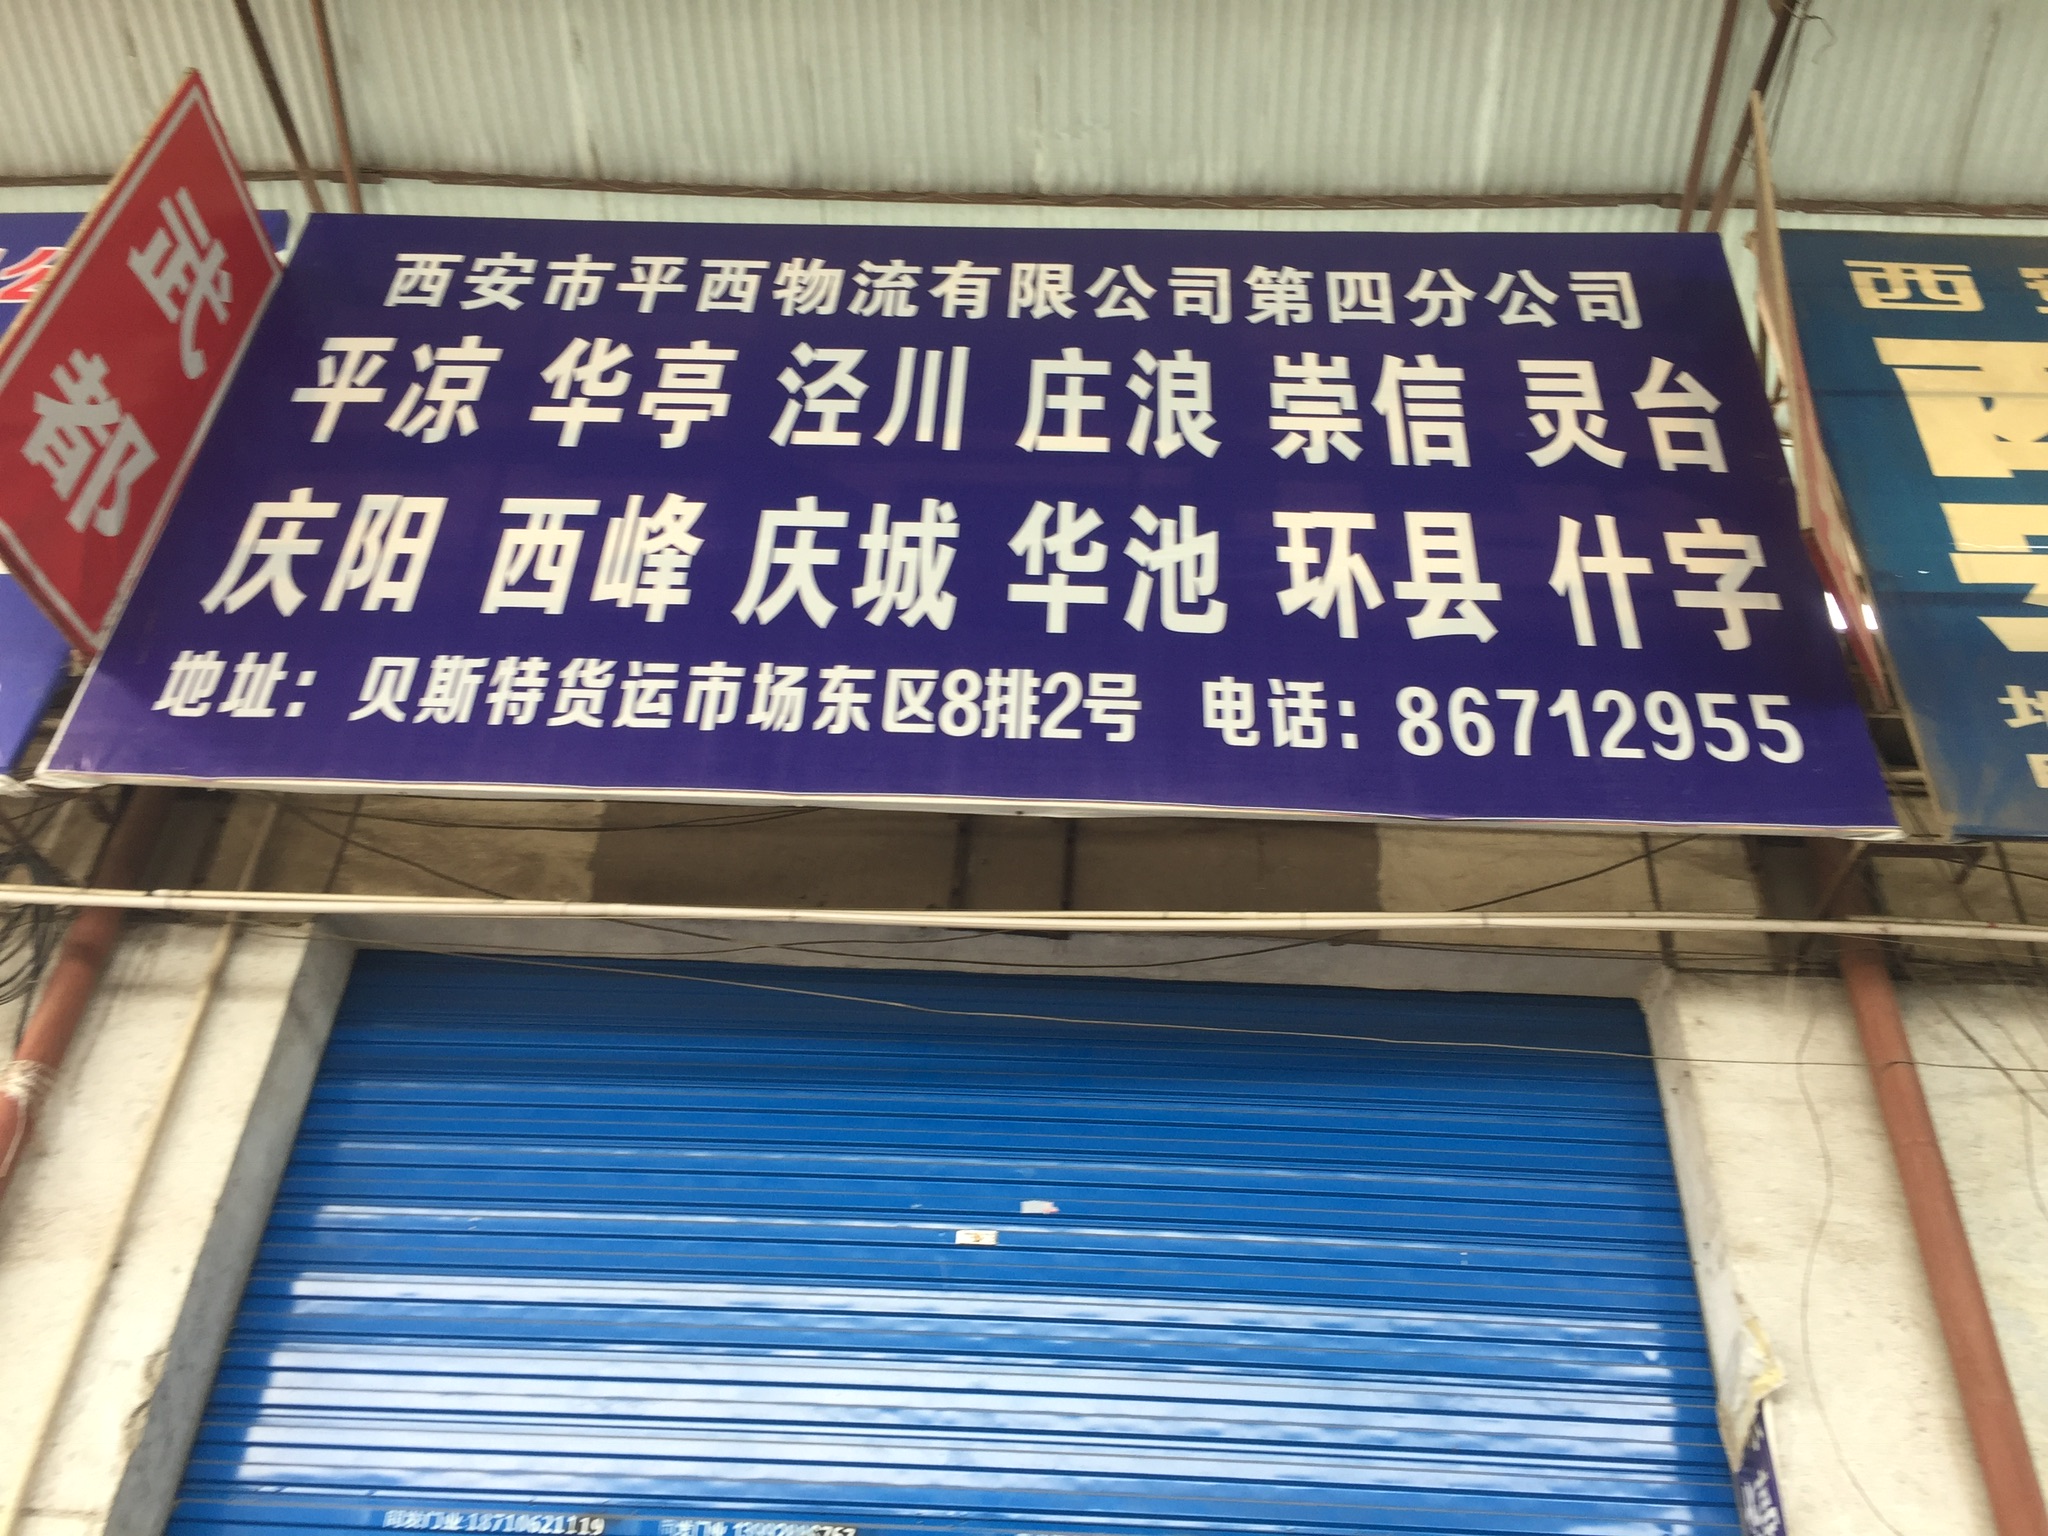 西安市平西物流有限公司第四分公司
平凉 华亭 泾川 庄浪 崇信 灵台
庆阳 西峰 庆城 华池 环县 什字
地址：贝斯特货运市场东区8排2号 电话：86712955
武都
西安
18710621119